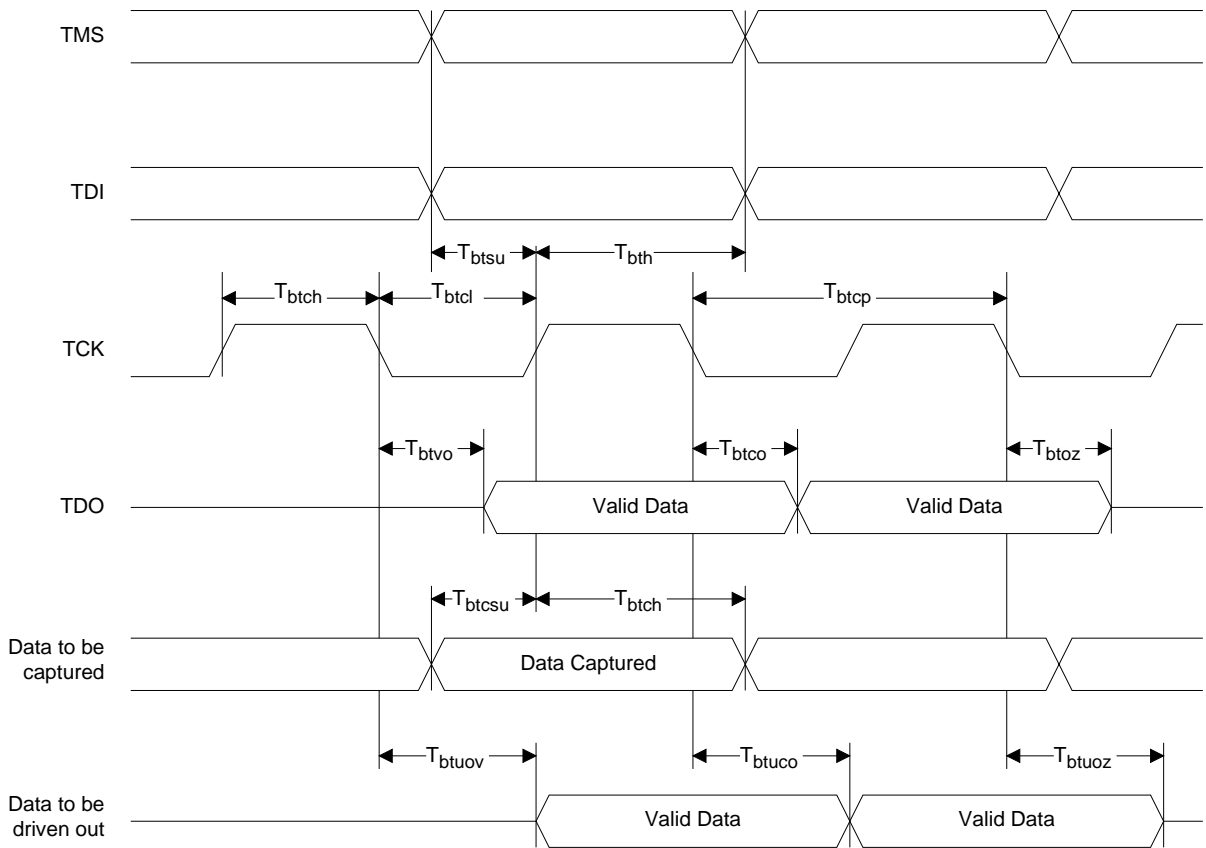 TMS
TDI
Tbtsu
Tbth
Tbtch
Tbtcl
Tbtcp
TCK
Tbtvo
Tbtco
Tbtoz
TDO
Valid Data
Valid Data
Tbtcsu
Tbtch
Data to be
captured
Data Captured
Tbtuov
Tbtuco
Tbtuoz
Data to be
driven out
Valid Data
Valid Data